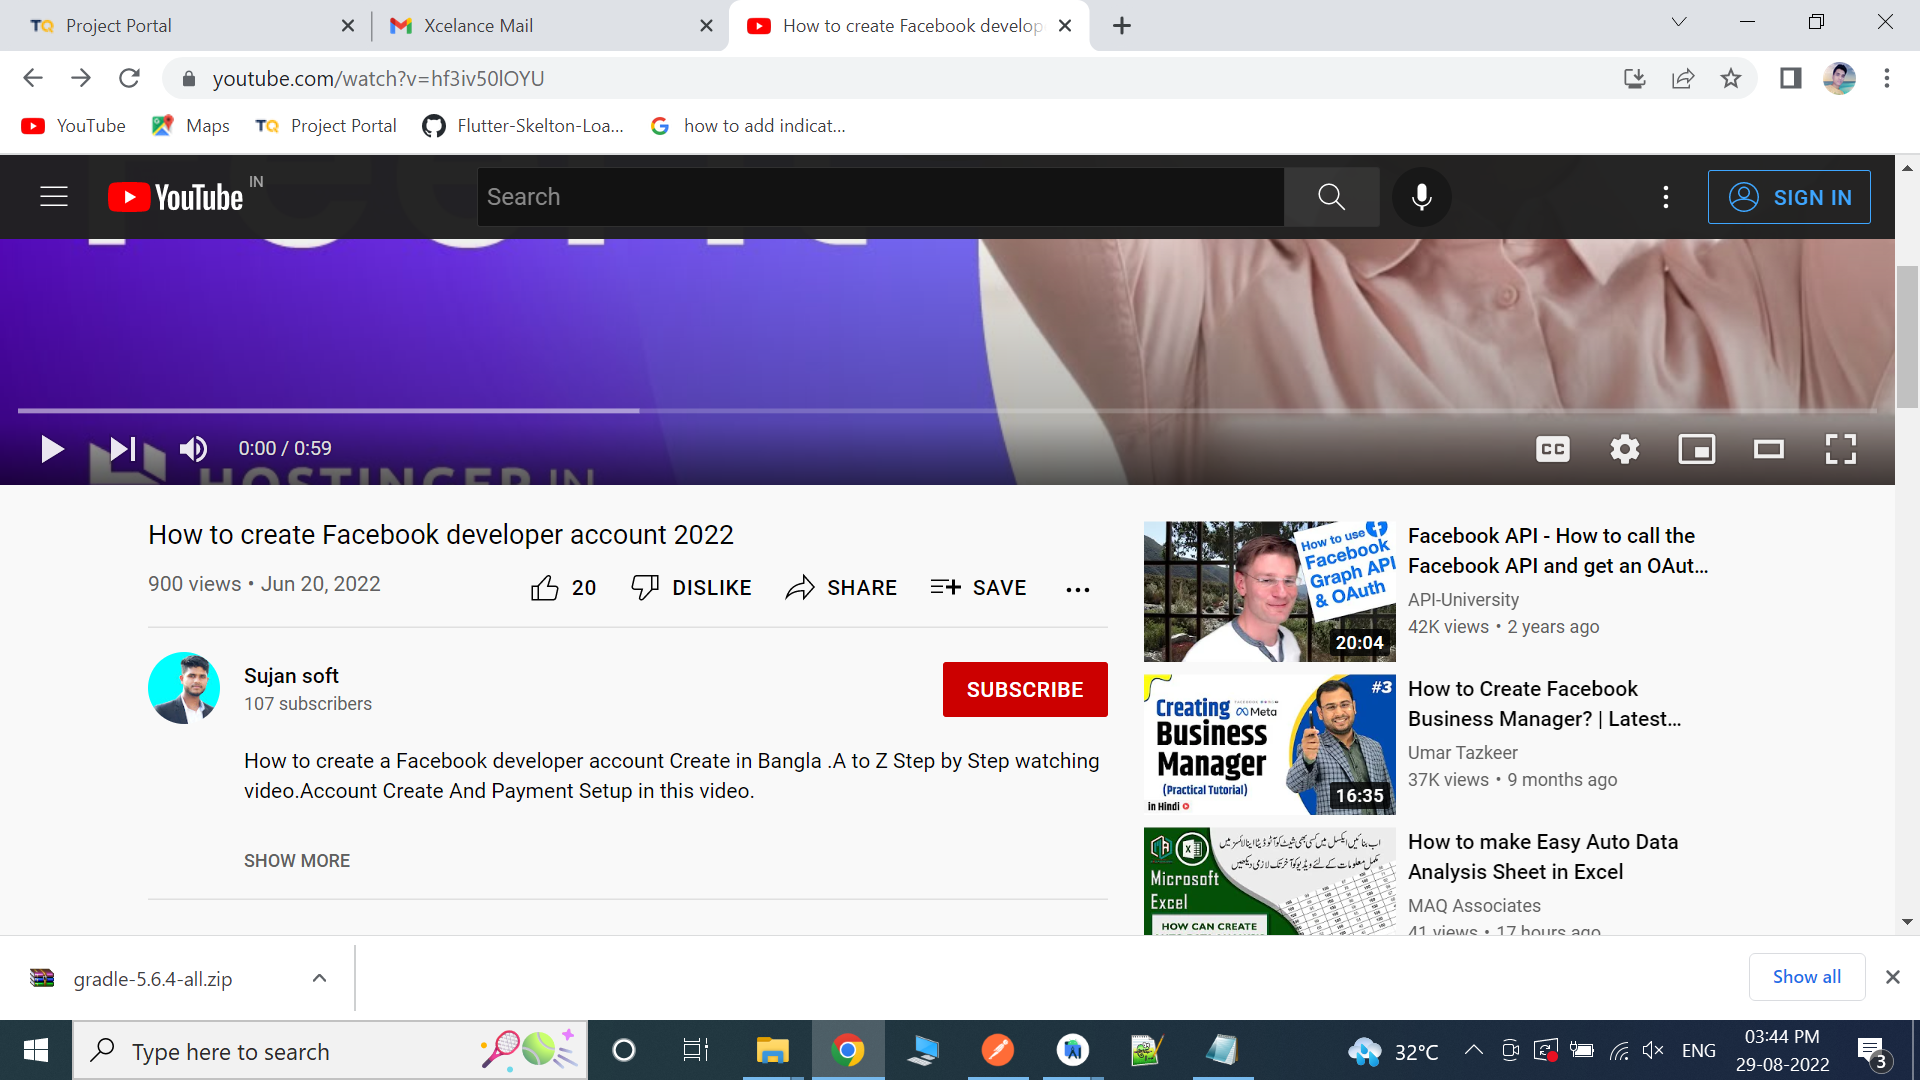 Project Portal
Xcelance Mail
How to create Facebook develop
youtube.com/watch?v=hf3iv50lOYU
YouTube
Maps
Project Portal
Flutter-Skelton-Loa...
how to add indicat...
YouTube IN
Search
SIGN IN
0:00 / 0:59
CC
HOSTINGER IN
How to create Facebook developer account 2022
900 views • Jun 20, 2022
20
DISLIKE
SHARE
SAVE
Sujan soft
107 subscribers
SUBSCRIBE
How to create a Facebook developer account Create in Bangla .A to Z Step by Step watching
video.Account Create And Payment Setup in this video.
SHOW MORE
How to use
Facebook
Graph API
& OAuth
20:04
Facebook API - How to call the
Facebook API and get an OAut...
API-University
42K views • 2 years ago
#3
Creating
Meta
Business
Manager
(Practical Tutorial)
in Hindi
16:35
How to Create Facebook
Business Manager? | Latest...
Umar Tazkeer
37K views • 9 months ago
Microsoft
Excel
HOW CAN CREATE
How to make Easy Auto Data
Analysis Sheet in Excel
MAQ Associates
41 views • 17 hours ago
gradle-5.6.4-all.zip
Show all
Type here to search
32°C
ENG
03:44 PM
29-08-2022
3